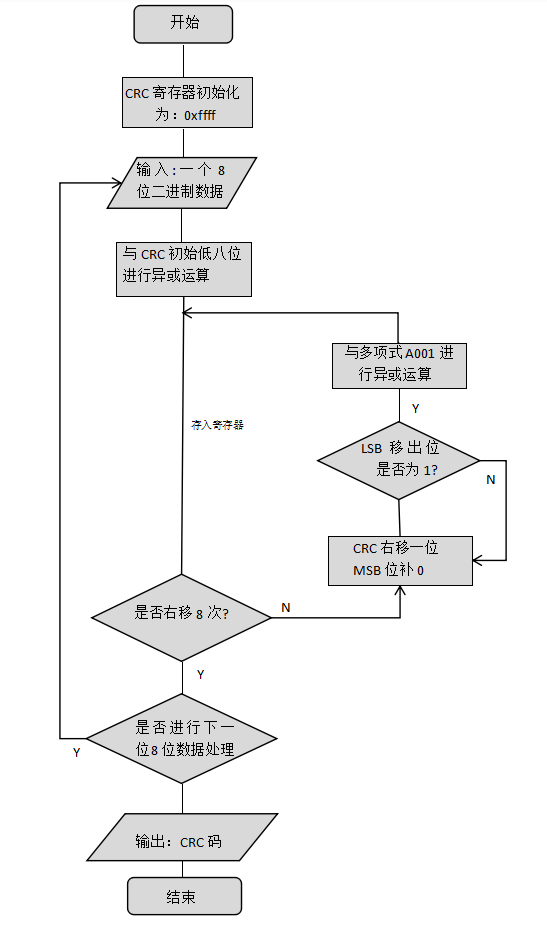 开始
CRC 寄存器初始化
为：0xffff
输入:一个 8
位二进制数据
与 CRC 初始低八位
进行异或运算
与多项式 A001 进
行异或运算
Y
存入寄存器
LSB 移出位
是否为 1?
N
CRC 右移一位
MSB 位补 0
是否右移 8 次?
N
Y
是否进行下一
位8 位数据处理
Y
输出：CRC 码
结束